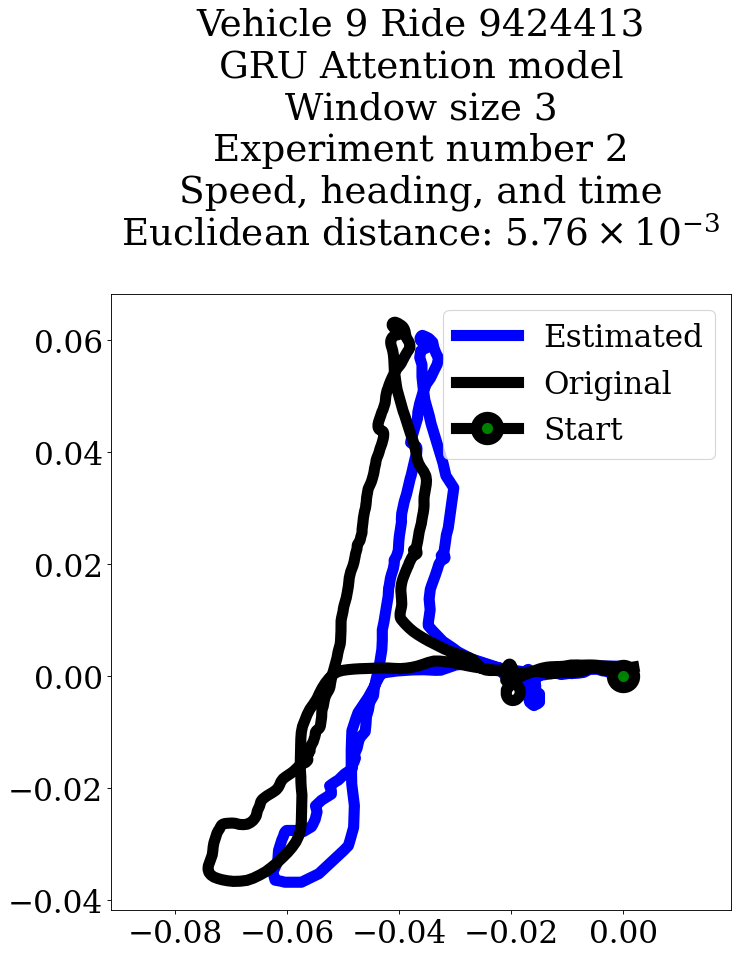 Vehicle 9 Ride 9424413
GRU Attention model
Window size 3
Experiment number 2
Speed, heading, and time
Euclidean distance: 5.76 × 10⁻³
Estimated
Original
Start
0.06
0.04
0.02
0.00
−0.02
−0.04
−0.08 −0.06 −0.04 −0.02 0.00